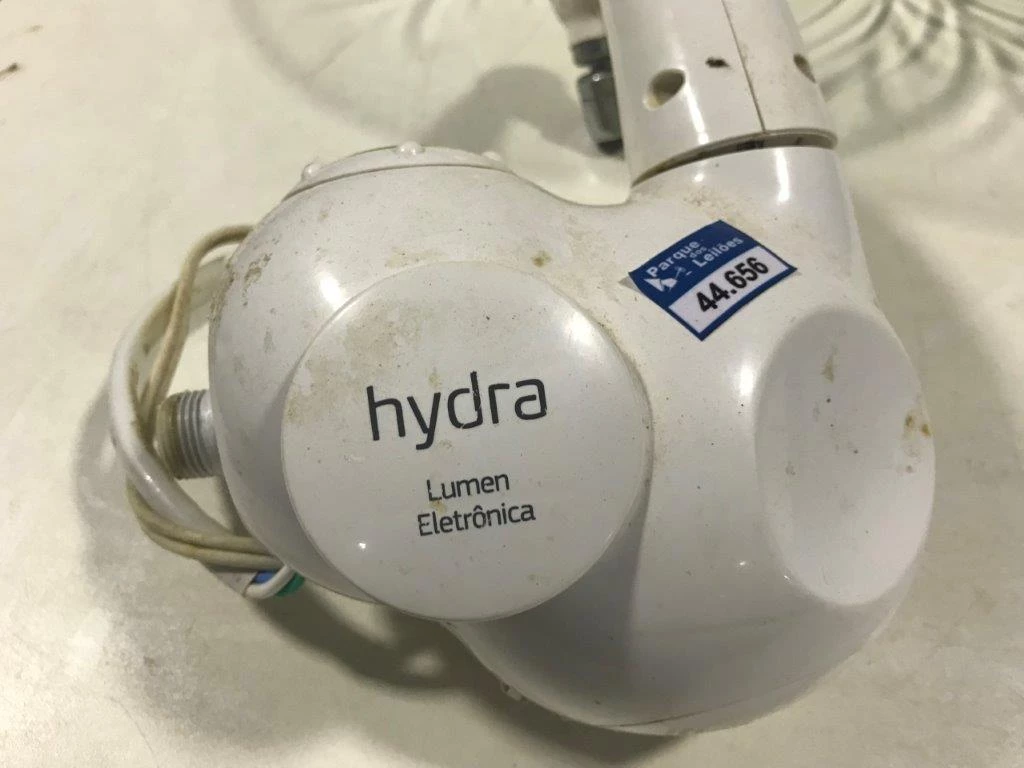 Parque
dos
Leilões
44.656
hydra
Lumen
Eletrônica